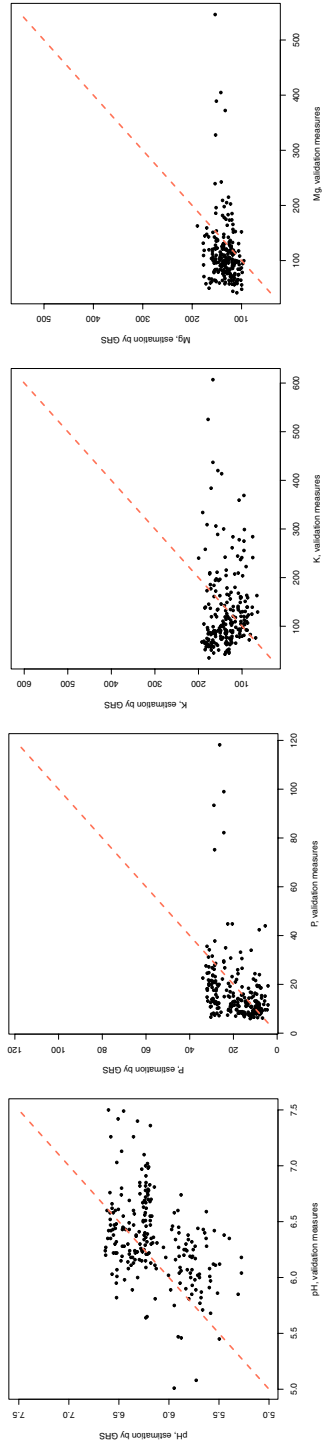 pH, estimation by GRS
7.5
7.0
6.5
6.0
5.5
5.0
5.0 5.5 6.0 6.5 7.0 7.5
pH, validation measures
P, estimation by GRS
120
100
80
60
40
20
0
0 20 40 60 80 100 120
P, validation measures
K, estimation by GRS
600
500
400
300
200
100
100 200 300 400 500 600
K, validation measures
Mg, estimation by GRS
500
400
300
200
100
100 200 300 400 500
Mg, validation measures